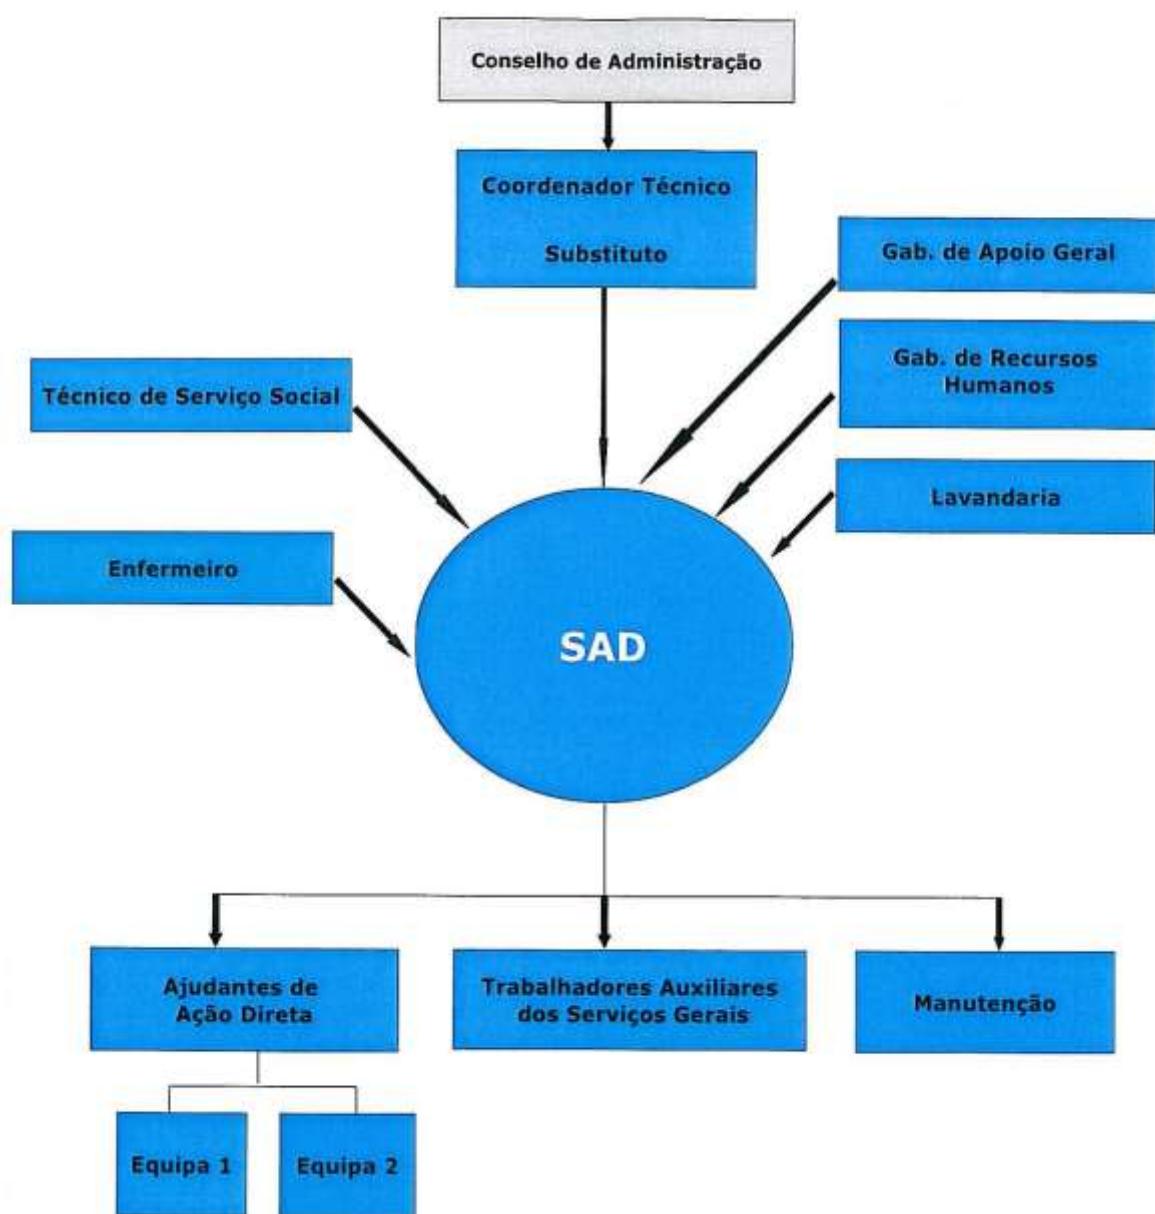 Conselho de Administração
Coordenador Técnico
Substituto
Gab. de Apoio Geral
Gab. de Recursos
Humanos
Técnico de Serviço Social
Lavandaria
Enfermeiro
SAD
Ajudantes de
Ação Direta
Trabalhadores Auxiliares
dos Serviços Gerais
Manutenção
Equipa 1
Equipa 2